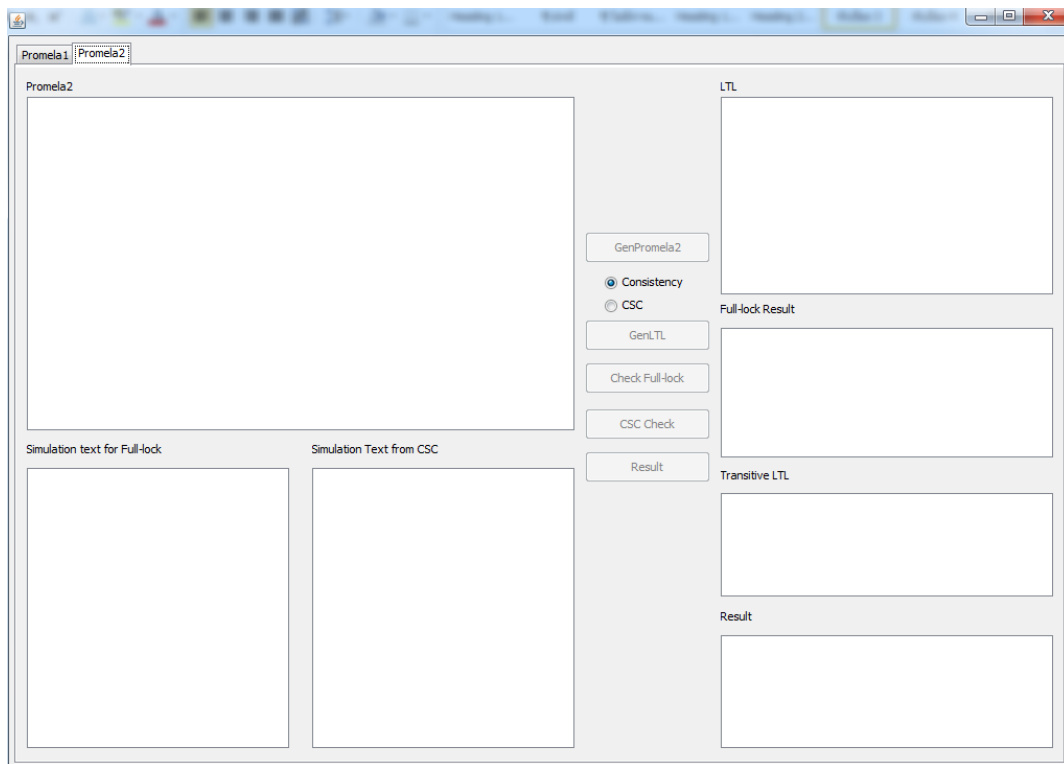 Promela1 Promela2
Promela2
LTL
GenPromela2
Consistency
CSC
GenLTL
Full-lock Result
Check Full-lock
CSC Check
Simulation text for Full-lock
Simulation Text from CSC
Result
Transitive LTL
Result